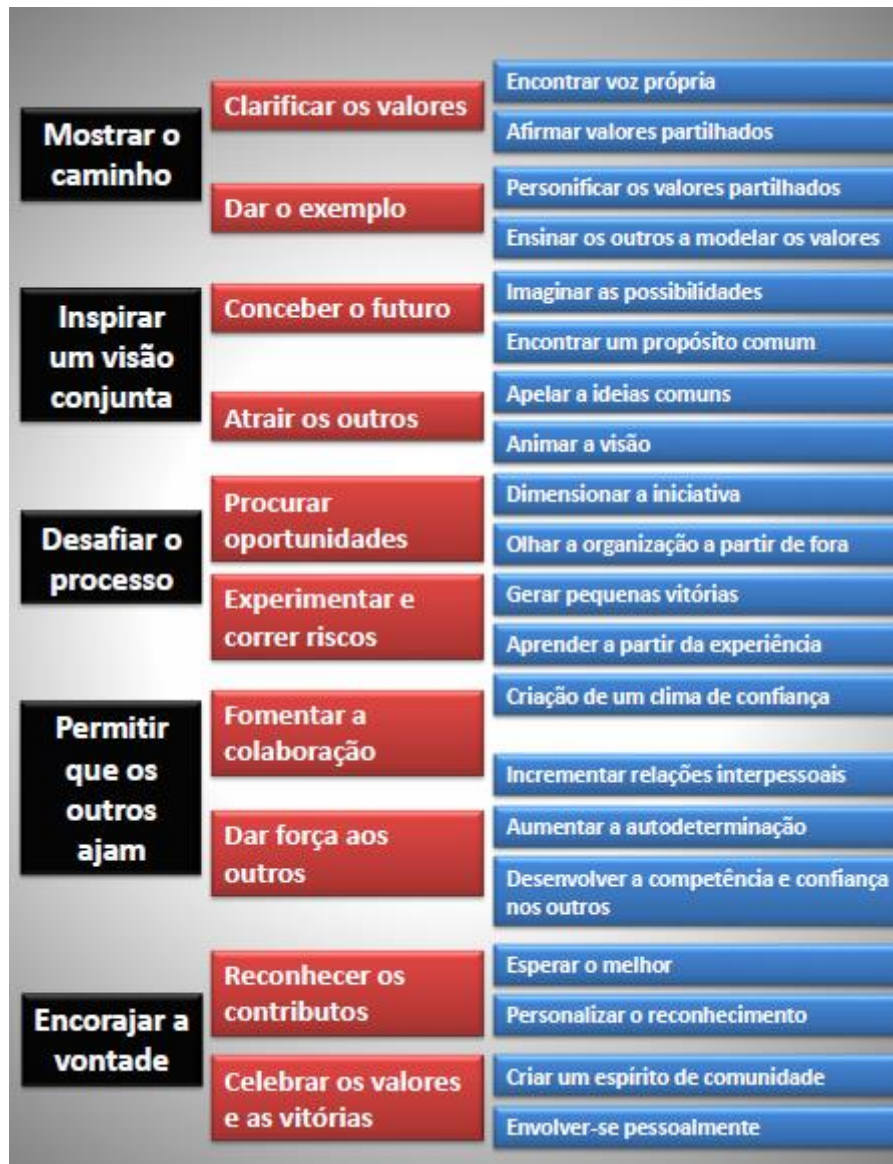 Mostrar o
caminho
Clarificar os valores
Encontrar voz própria
Afirmar valores partilhados
Dar o exemplo
Personificar os valores partilhados
Ensinar os outros a modelar os valores
Inspirar
um visão
conjunta
Conceber o futuro
Imaginar as possibilidades
Encontrar um propósito comum
Atrair os outros
Apelar a ideias comuns
Animar a visão
Desafiar o
processo
Procurar
oportunidades
Dimensionar a iniciativa
Olhar a organização a partir de fora
Experimentar e
correr riscos
Gerar pequenas vitórias
Aprender a partir da experiência
Permitir
que os
outros
ajam
Fomentar a
colaboração
Criação de um clima de confiança
Incrementar relações interpessoais
Dar força aos
outros
Aumentar a autodeterminação
Desenvolver a competência e confiança
nos outros
Encorajar a
vontade
Reconhecer os
contributos
Esperar o melhor
Personalizar o reconhecimento
Celebrar os valores
e as vitórias
Criar um espírito de comunidade
Envolver-se pessoalmente